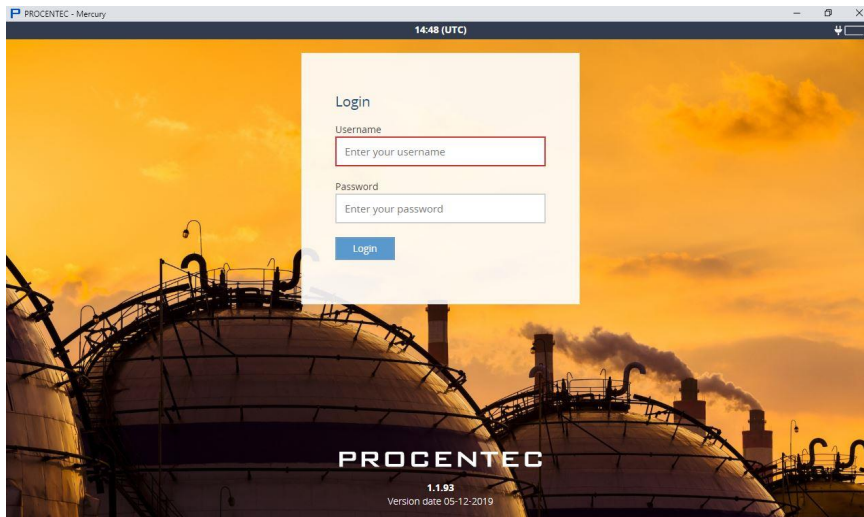 PROCENTEC - Mercury
14:48 (UTC)
Login
Username
Enter your username
Password
Enter your password
Login
PROCENTEC
1.1.93
Version date 05-12-2019